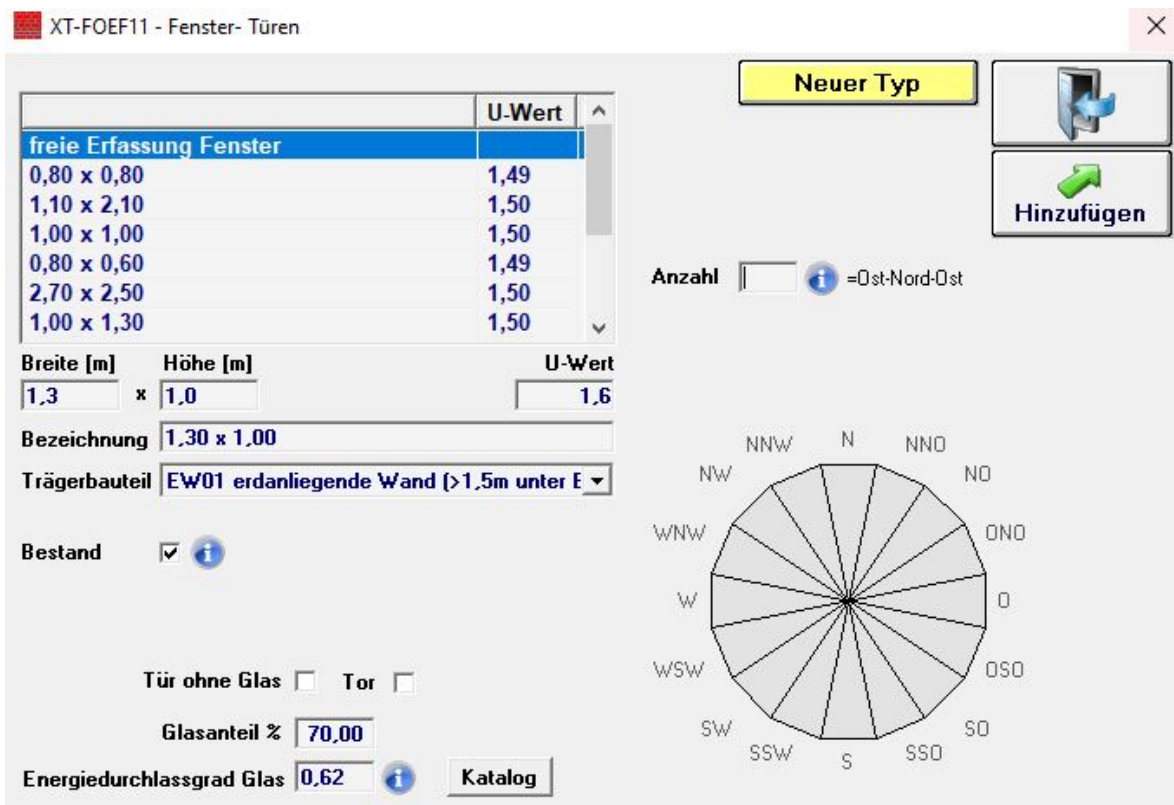 XT-FOEF11 - Fenster- Türen
Neuer Typ
U-Wert
freie Erfassung Fenster
0,80 x 0,80 1,49
1,10 x 2,10 1,50
1,00 x 1,00 1,50
0,80 x 0,60 1,49
2,70 x 2,50 1,50
1,00 x 1,30 1,50
Hinzufügen
Anzahl =Ost-Nord-Ost
Breite [m] Höhe [m] U-Wert
1,3 x 1,0 1,6
Bezeichnung 1,30 x 1,00
Trägerbauteil EW01 erdanliegende Wand (>1,5m unter E
Bestand
Tür ohne Glas Tor
Glasanteil % 70,00
Energiedurchlassgrad Glas 0,62 Katalog
NNW N NNO
NW NO
WNW ONO
W O
WSW OSO
SW SO
SSW S SSO